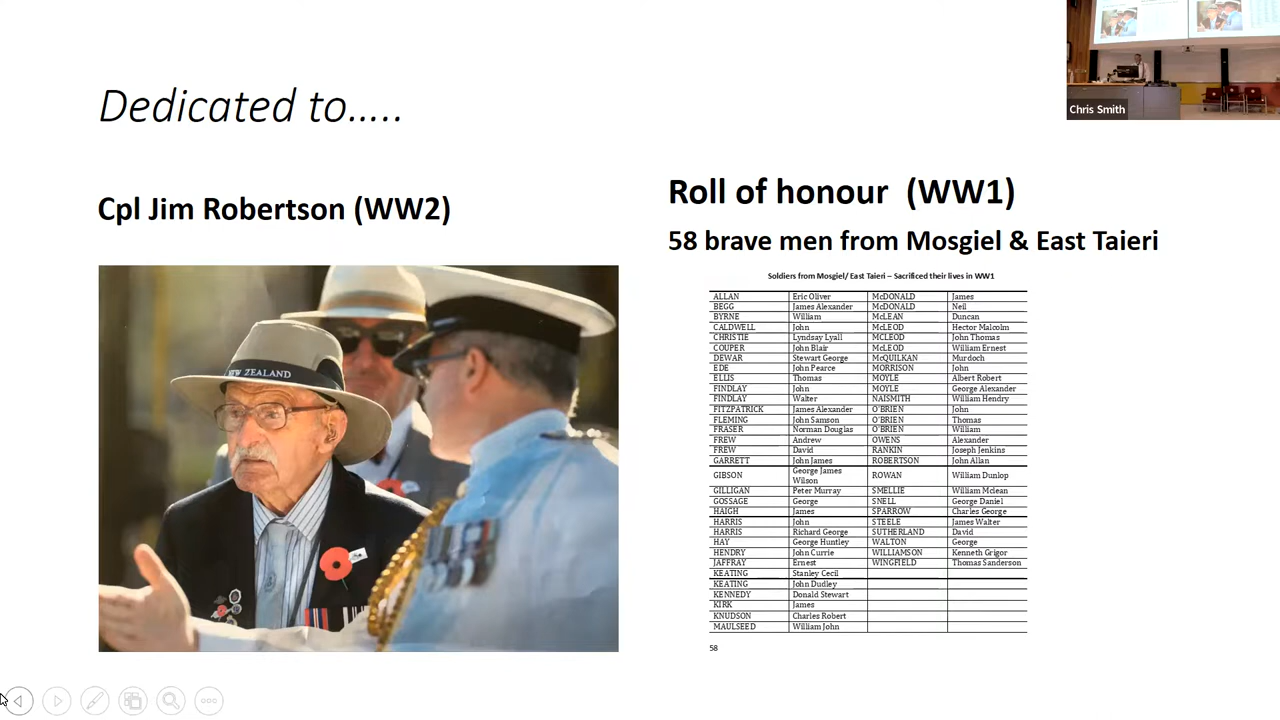 Dedicated to.....
Chris Smith
Cpl Jim Robertson (WW2)
NEW ZEALAND
Roll of honour (WW1)
58 brave men from Mosgiel & East Taieri
Soldiers from Mosgiel/ East Taieri – Sacrificed their lives in WW1
ALLAN Eric Oliver McDONALD James
BEGG James Alexander McDONALD Neil
BYRNE William McLEAN Duncan
CALDWELL John McLEOD Hector Malcolm
CHRISTIE Lyndsay Lyall MCLEOD John Thomas
COUPER John Blair McLEOD William Ernest
DEWAR Stewart George McQUILKAN Murdoch
EDE John Pearce MORRISON John
ELLIS Thomas MOYLE Albert Robert
FINDLAY John MOYLE George Alexander
FINDLAY Walter NAISMITH William Hendry
FITZPATRICK James Alexander O'BRIEN John
FLEMING John Samson O'BRIEN Thomas
FRASER Norman Douglas O'BRIEN William
FREW Andrew OWENS Alexander
FREW David RANKIN Joseph Jenkins
GARRETT John James ROBERTSON John Allan
GIBSON George James Wilson ROWAN William Dunlop
GILLIGAN Peter Murray SMELLIE William Mclean
GOSSAGE George SNELL George Daniel
HAIGH James SPARROW Charles George
HARRIS John STEELE James Walter
HARRIS Richard George SUTHERLAND David
HAY George Huntley WALTON George
HENDRY John Currie WILLIAMSON Kenneth Grigor
JAFFRAY Ernest WINGFIELD Thomas Sanderson
KEATING Stanley Cecil
KEATING John Dudley
KENNEDY Donald Stewart
KIRK James
KNUDSON Charles Robert
MAULSEED William John
58